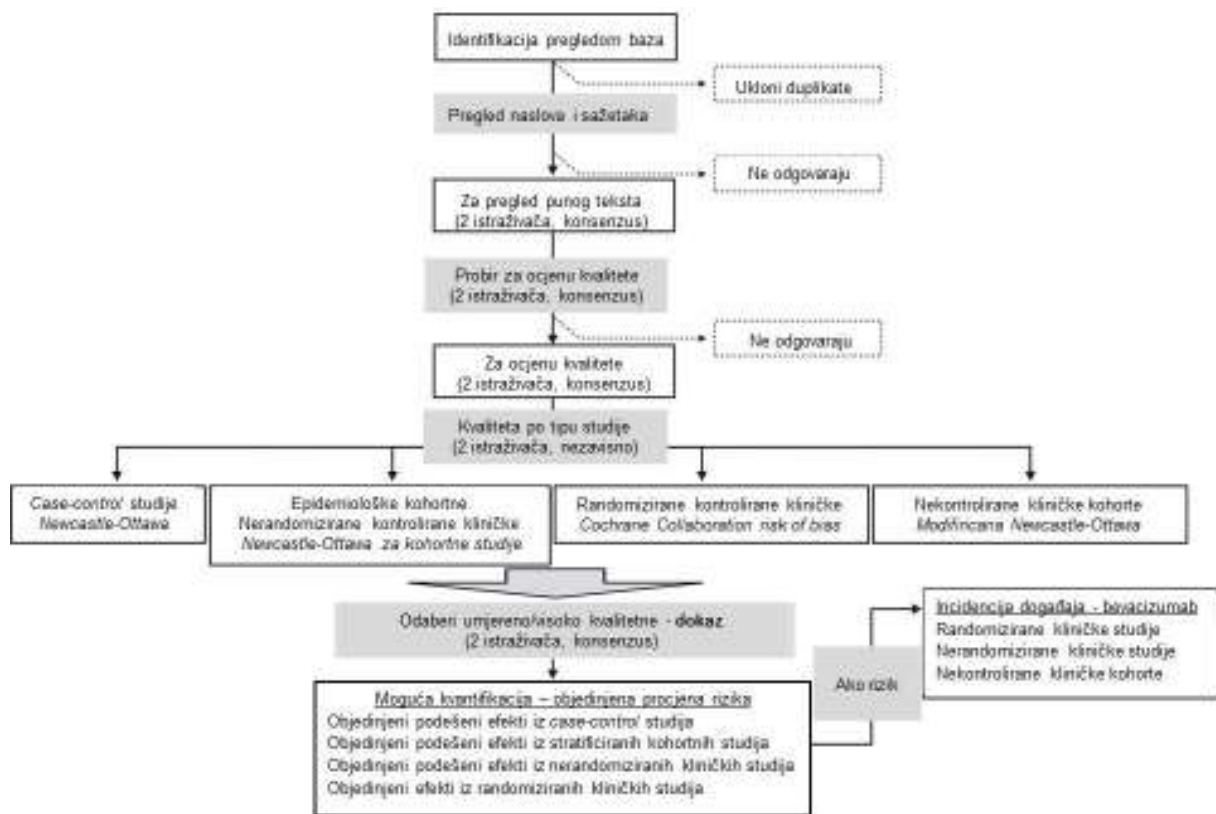 Identifikacija pregledom baza
Ukloni duplikate
Pregled naslova i sažetaka
Ne odgovaraju
Za pregled punog teksta
(2 istraživača, konsenzus)
Probir za ocjenu kvalitete
(2 istraživača, konsenzus)
Ne odgovaraju
Za ocjenu kvalitete
(2 istraživača, konsenzus)
Kvaliteta po tipu studije
(2 istraživača, nezavisno)
Case-control studije
Newcastle-Ottawa
Epidemiološke kohortne
Nerandomizirane kontrolirane kliničke
Newcastle-Ottawa za kohortne studije
Randomizirane kontrolirane kliničke
Cochrane Collaboration risk of bias
Nekontrolirane kliničke kohorte
Modifiricana Newcastle-Ottawa
Odaberi umjereno/visoko kvalitetne - dokaz
(2 istraživača, konsenzus)
Moguća kvantifikacija – objedinjena procjena rizika
Objedinjeni podešeni efekti iz case-control studija
Objedinjeni podešeni efekti iz stratificiranih kohortnih studija
Objedinjeni podešeni efekti iz nerandomiziranih kliničkih studija
Objedinjeni efekti iz randomiziranih kliničkih studija
Ako rizik
Incidencija događaja - bevacizumab
Randomizirane kliničke studije
Nerandomizirane kliničke studije
Nekontrolirane kliničke kohorte